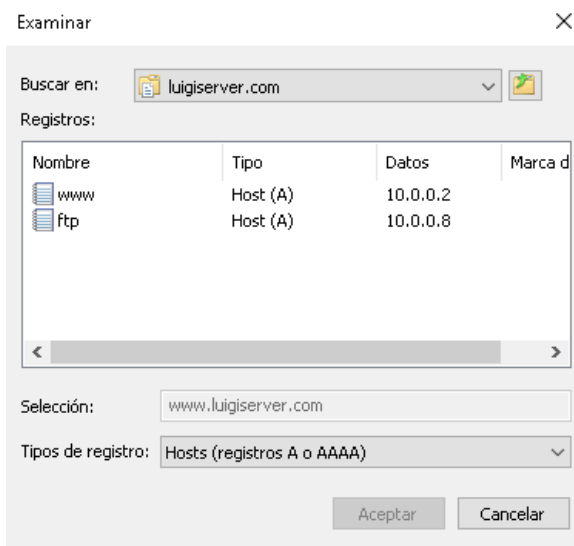 Examinar
Buscar en: luigiserver.com
Registros:
Nombre Tipo Datos Marca d
www Host (A) 10.0.0.2
ftp Host (A) 10.0.0.8
Selección: www.luigiserver.com
Tipos de registro: Hosts (registros A o AAAA)
Aceptar Cancelar